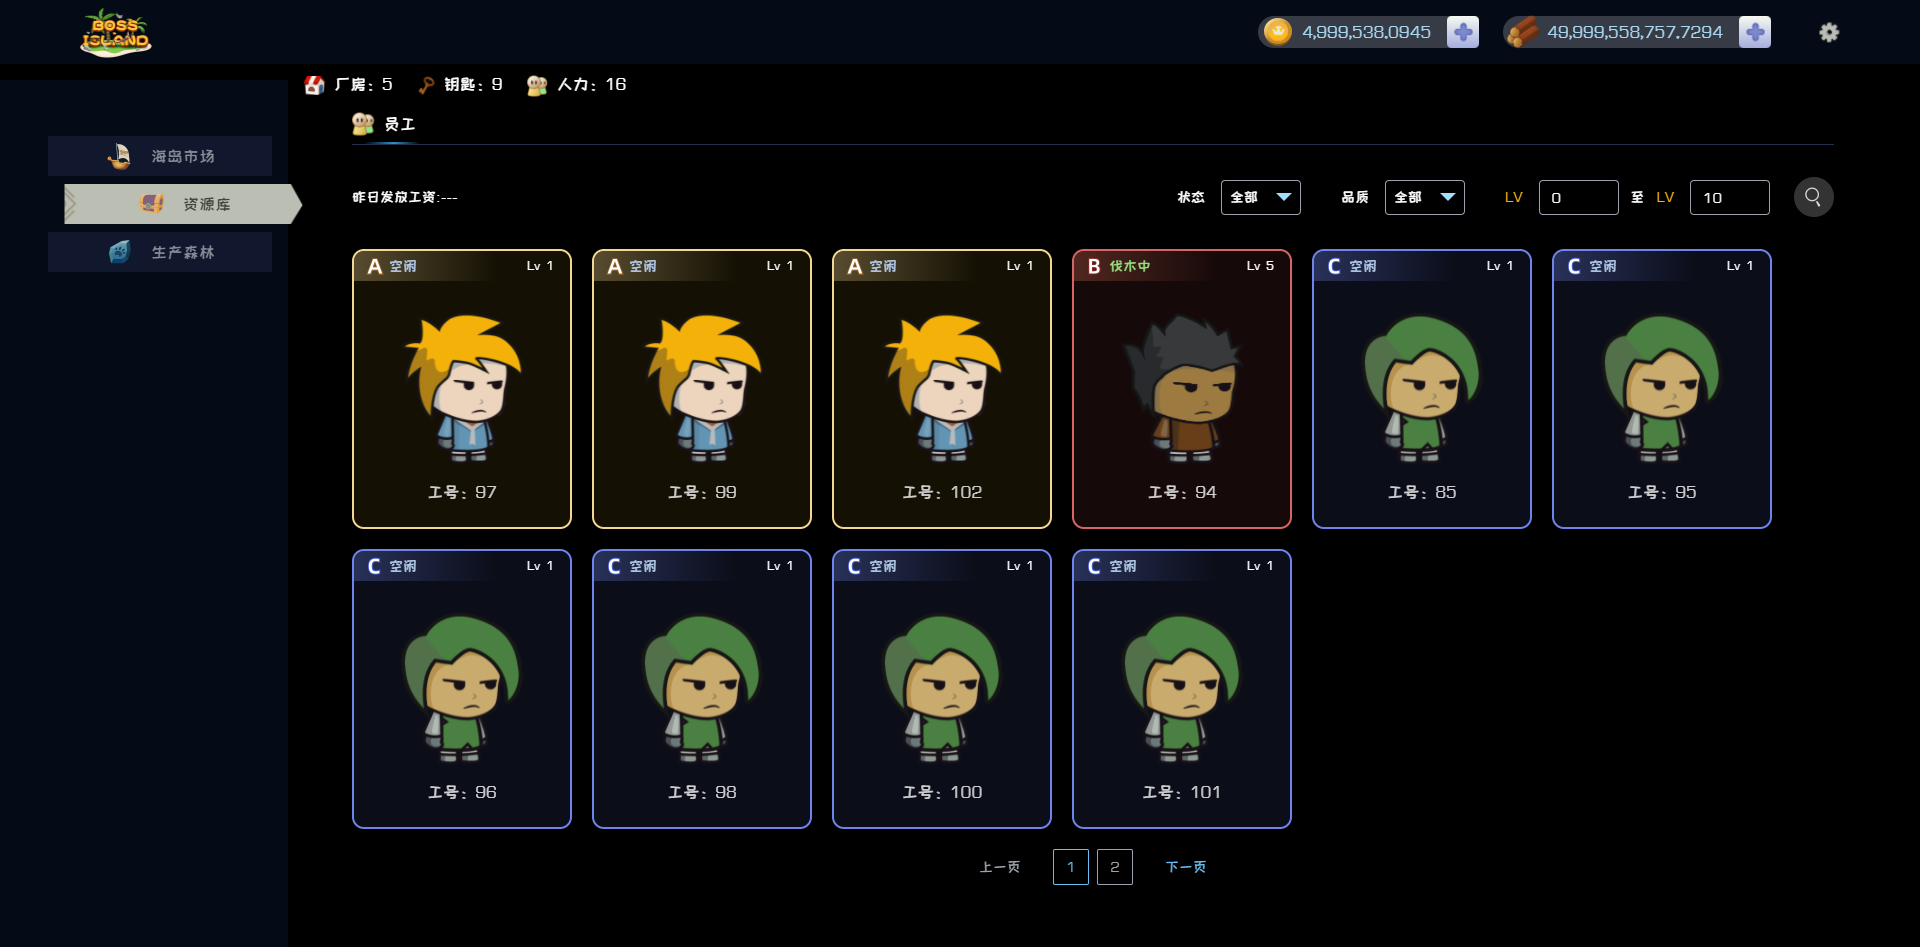 BOSS ISLAND
4,999,538.0945
49,999,558,757.7294
厂房: 5 钥匙: 9 人力: 16
员工
海岛市场
资源库
生产森林
昨日发放工资:---
状态 全部 品质 全部 LV 0 至 LV 10
A 空闲 Lv 1
A 空闲 Lv 1
A 空闲 Lv 1
B 伐木中 Lv 5
C 空闲 Lv 1
C 空闲 Lv 1
工号: 97
工号: 99
工号: 102
工号: 94
工号: 85
工号: 95
C 空闲 Lv 1
C 空闲 Lv 1
C 空闲 Lv 1
C 空闲 Lv 1
工号: 96
工号: 98
工号: 100
工号: 101
上一页 1 2 下一页